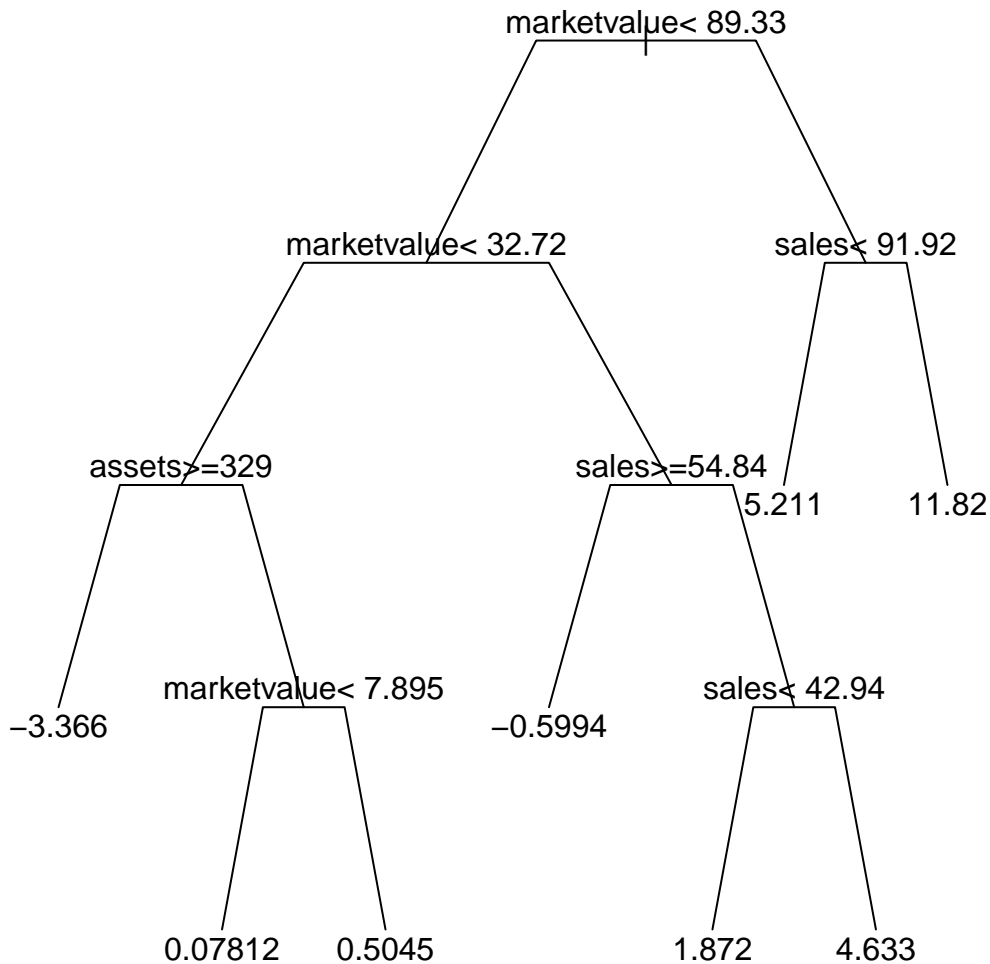 marketvalue< 89.33
marketvalue< 32.72
sales< 91.92
assets>=329
sales>=54.84
5.211
11.82
marketvalue< 7.895
sales< 42.94
−3.366
−0.5994
0.07812
0.5045
1.872
4.633